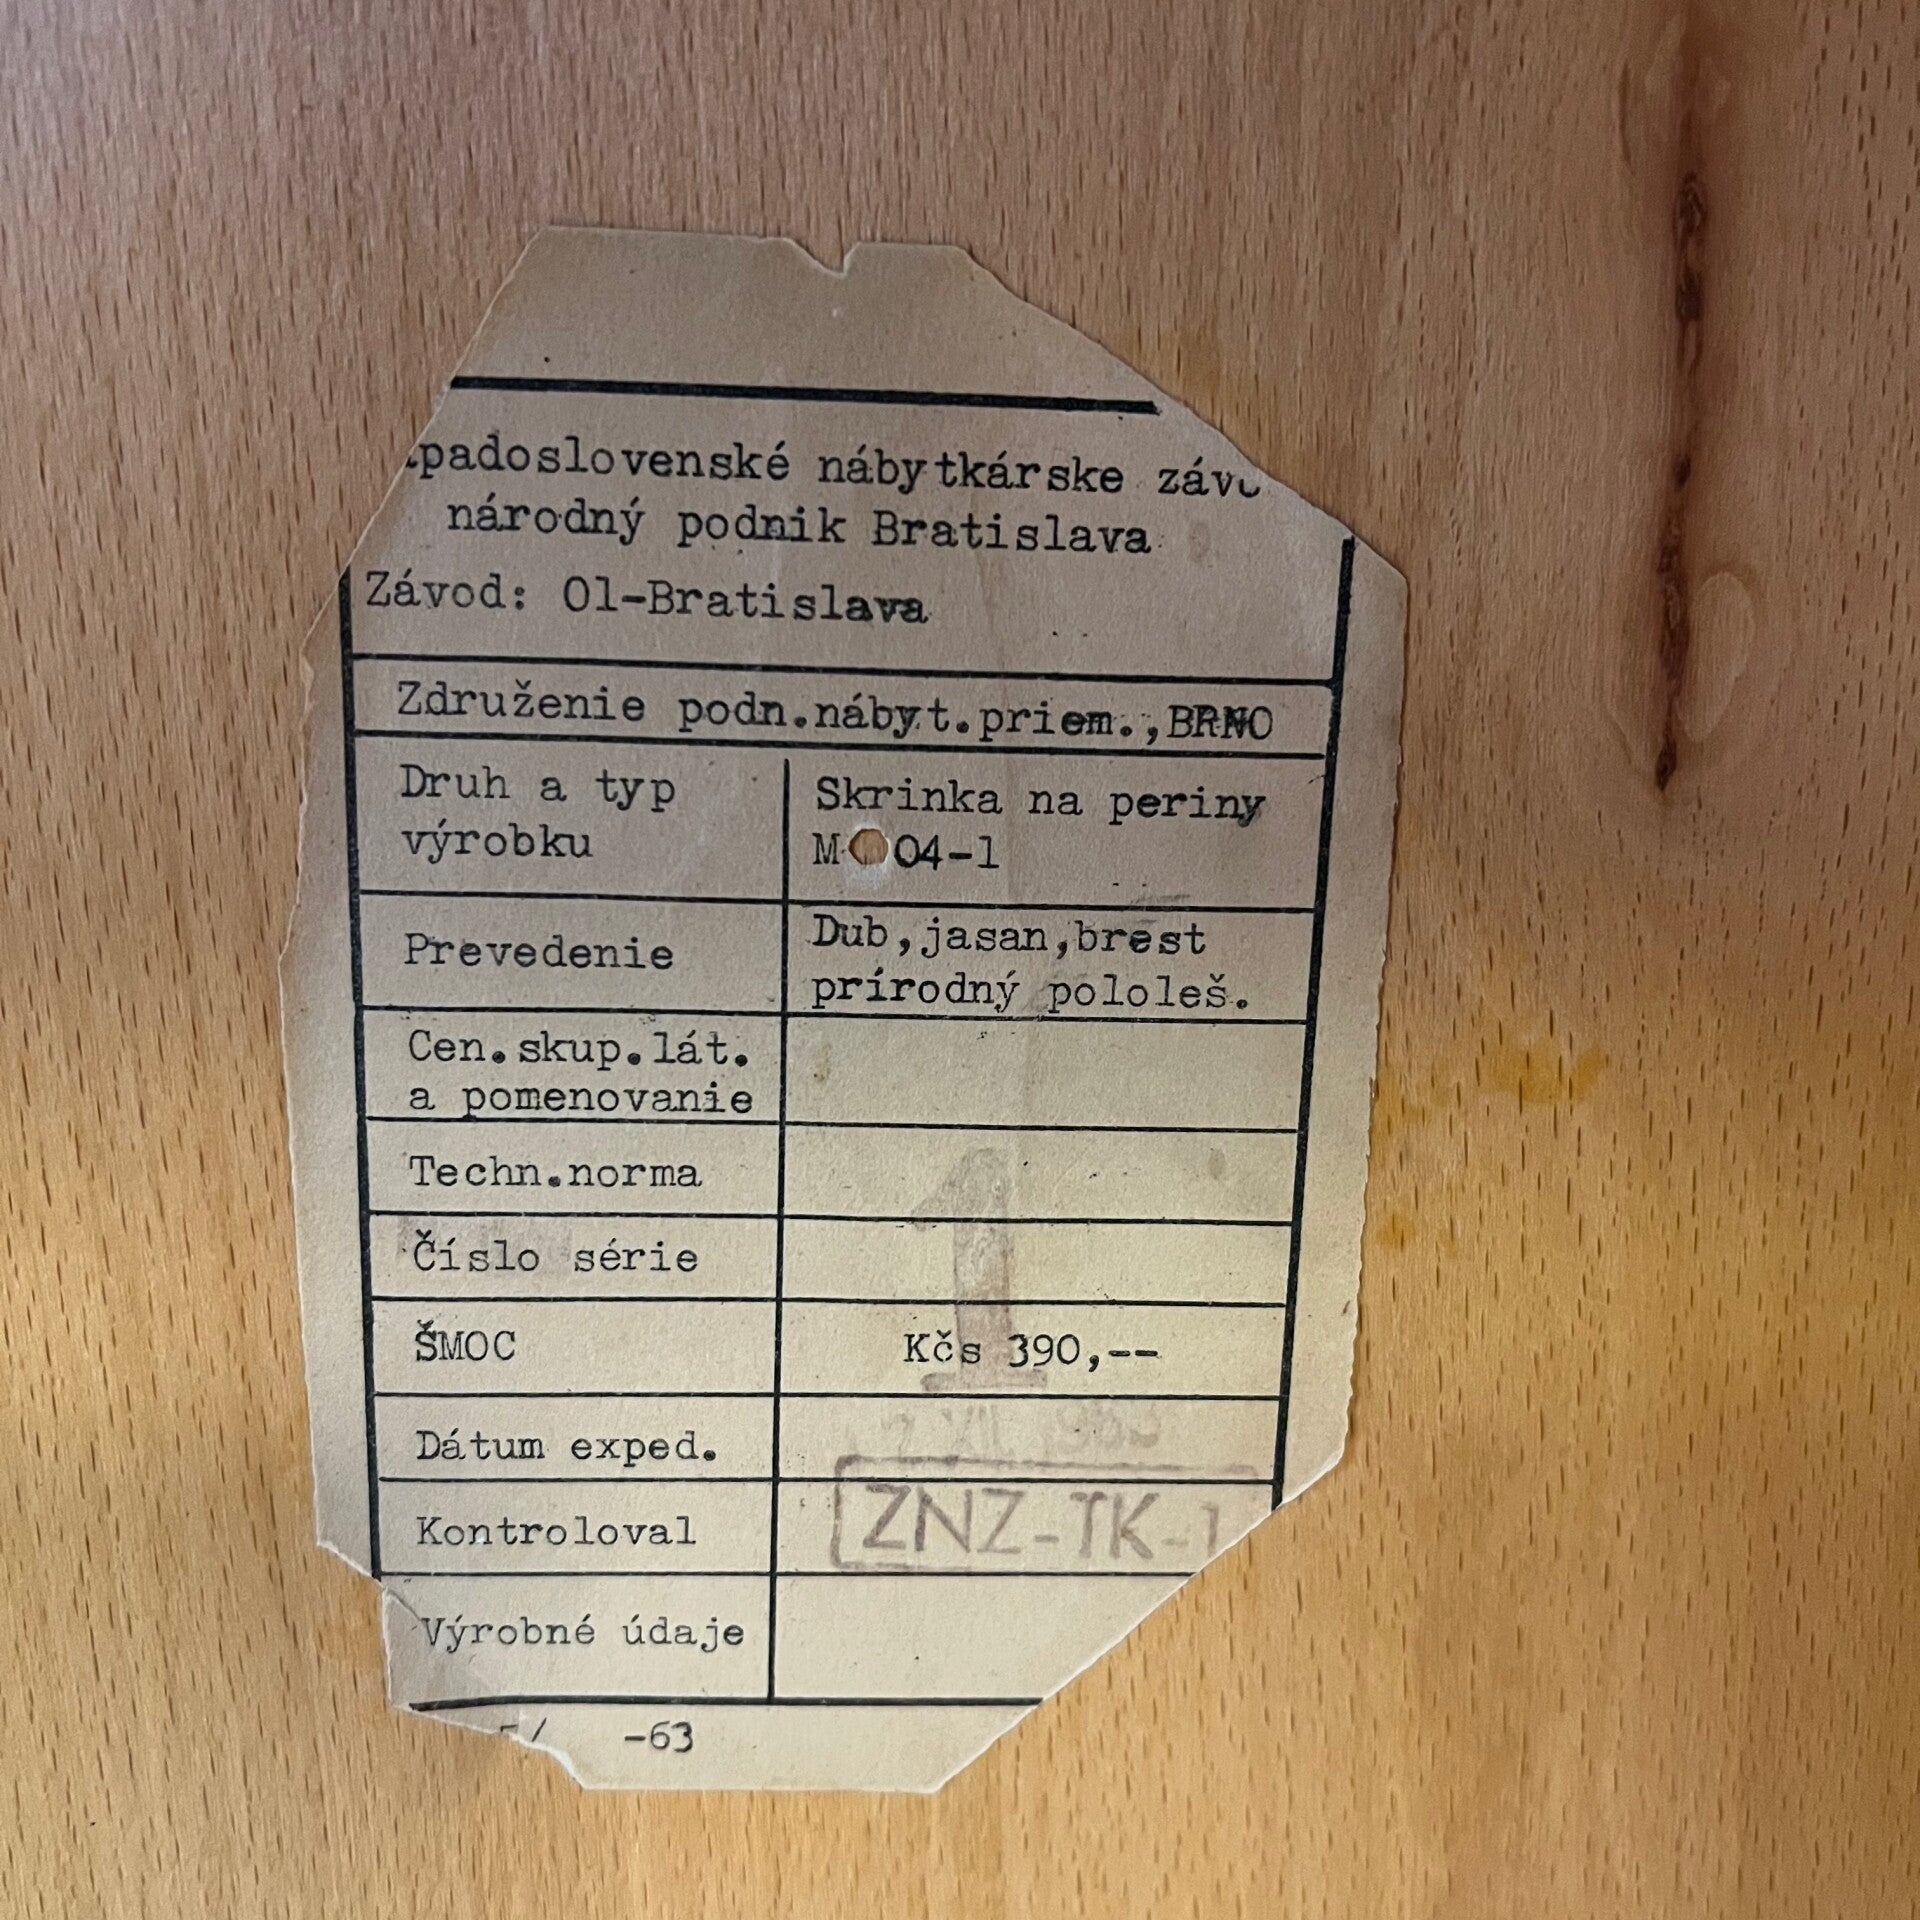 padoslovenské nábytkárske záv
národný podnik Bratislava
Závod: 01-Bratislava
Združenie podn.nábyt.priem.,BRNO
Druh a typ výrobku
Skrinka na periny
M 04-1
Prevedenie
Dub,jasan,brest
prírodný pololeš.
Cen.skup.lát.
a pomenovanie
Techn.norma
Číslo série
1
ŠMOC
Kčs 390,--
Dátum exped.
Kontroloval
ZNZ-TK-1
Výrobné údaje
-63